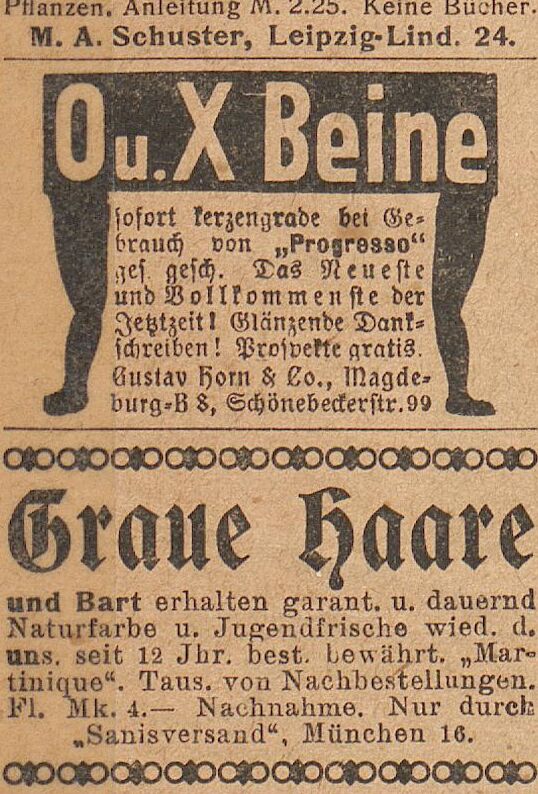 Pflanzen. Anleitung M. 2.25. Keine Bücher.
M. A. Schuster, Leipzig-Lind. 24.
O u. X Beine
sofort kerzengrade bei Ge-
brauch von „Progresso“
ges. gesch. Das Neueste
und Vollkommenste der
Jetztzeit! Glänzende Dank-
schreiben! Prospekte gratis.
Gustav Horn & Co., Magde-
burg-B 8, Schönebeckerstr. 99
Graue Haare
und Bart erhalten garant. u. dauernd
Naturfarbe u. Jugendfrische wied. d.
uns. seit 12 Jhr. best. bewährt. „Mar-
tinique“. Taus. von Nachbestellungen.
Fl. Mk. 4.— Nachnahme. Nur durch
„Sanisversand“, München 16.